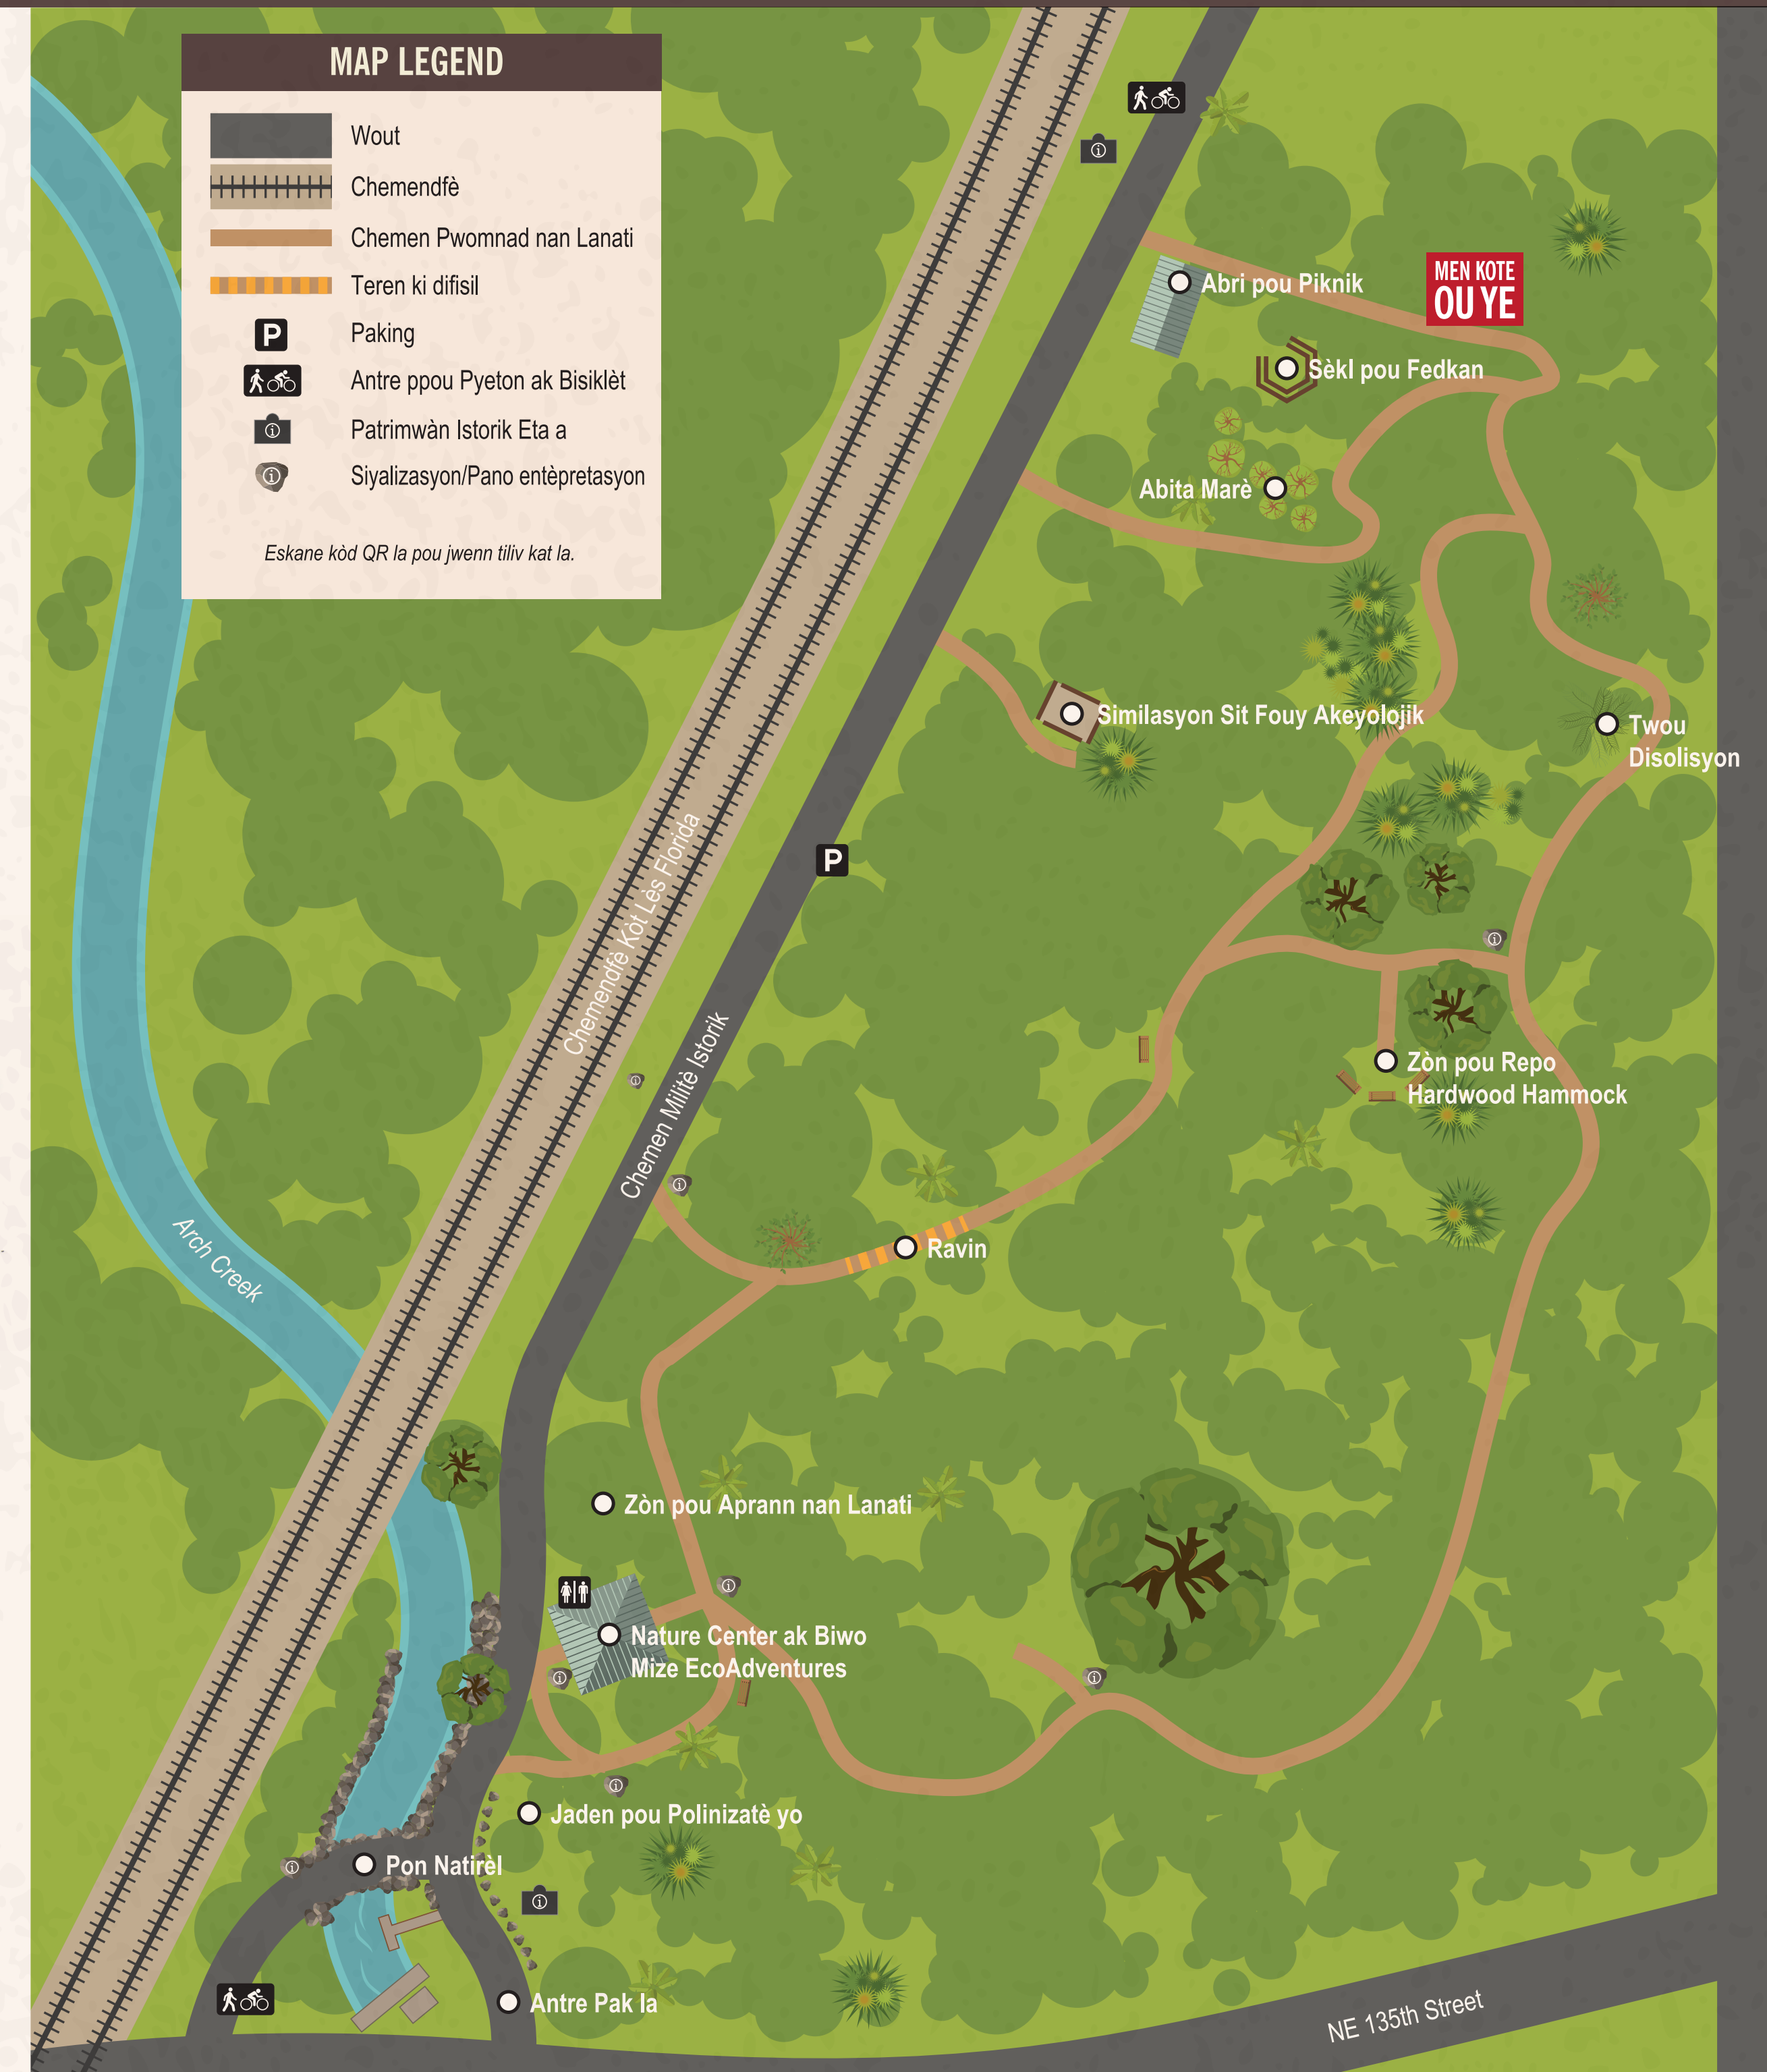 MAP LEGEND
Wout
Chemendfè
Chemen Pwomnad nan Lanati
Teren ki difisil
P
Paking
Antre ppou Pyeton ak Bisiklèt
Patrimwàn Istorik Eta a
Siyalizasyon/Pano entèpretasyon
Eskane kòd QR la pou jwenn tiliv kat la.
MEN KOTE
OU YE
Abri pou Piknik
Sèkl pou Fedkan
Abita Marè
Similasyon Sit Fouy Akeyolojik
Twou
Disolisyon
P
Chemendfè Kòt Lès Florida
Chemen Militè Istorik
Zòn pou Repo
Hardwood Hammock
Arch Creek
Ravin
Zòn pou Aprann nan Lanati
Nature Center ak Biwo
Mize EcoAdventures
Jaden pou Polinizatè yo
Pon Natirèl
Antre Pak la
NE 135th Street